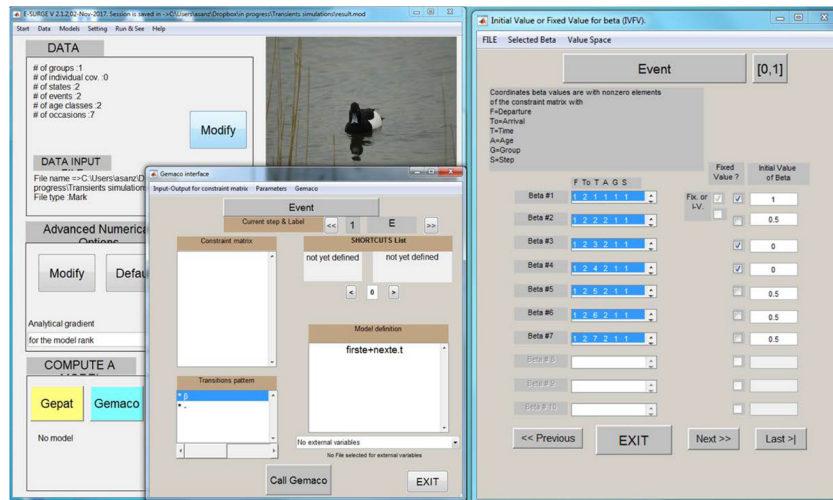 E-SURGE V 2.1.2,02-Nov-2017. Session is saved in ->C:\Users\asanz\Dropbox\in progress\Transients simulations\result.mod
Start Data Models Setting Run & See Help
DATA
# of groups :1
# of individual cov. :0
# of states :2
# of events :2
# of age classes :2
# of occasions :7
Modify
DATA INPUT
File name =>C:\Users\asanz\D
progress\Transients simulation
File type :Mark
Advanced Numerica
Options
Modify
Defau
Analytical gradient
for the model rank
COMPUTE A
Gepat
Gemaco
No model
Gemaco interface
Input-Output for constraint matrix Parameters Gemaco
Event
Current step & Label
<< 1 E >>
Constraint matrix
SHORTCUTS List
not yet defined not yet defined
< 0 >
Model definition
firste+nexte.t
Transitions pattern
* β
* -
No external variables
No File selected for external variables
Call Gemaco
EXIT
Initial Value or Fixed Value for beta (IVFV).
FILE Selected Beta Value Space
Event
[0,1]
Coordinates beta values are with nonzero elements
of the constraint matrix with
F=Departure
To=Arrival
T=Time
A=Age
G=Group
S=Step
Fixed
Value ?
Initial Value
of Beta
F To T A G S
Fix. or
I-V.
Beta #1 1 2 1 1 1 1 1
Beta #2 1 2 2 2 1 1 0.5
Beta #3 1 2 3 2 1 1 0
Beta #4 1 2 4 2 1 1 0
Beta #5 1 2 5 2 1 1 0.5
Beta #6 1 2 6 2 1 1 0.5
Beta #7 1 2 7 2 1 1 0.5
Beta # 8
Beta # 9
Beta # 10
<< Previous
EXIT
Next >>
Last >|